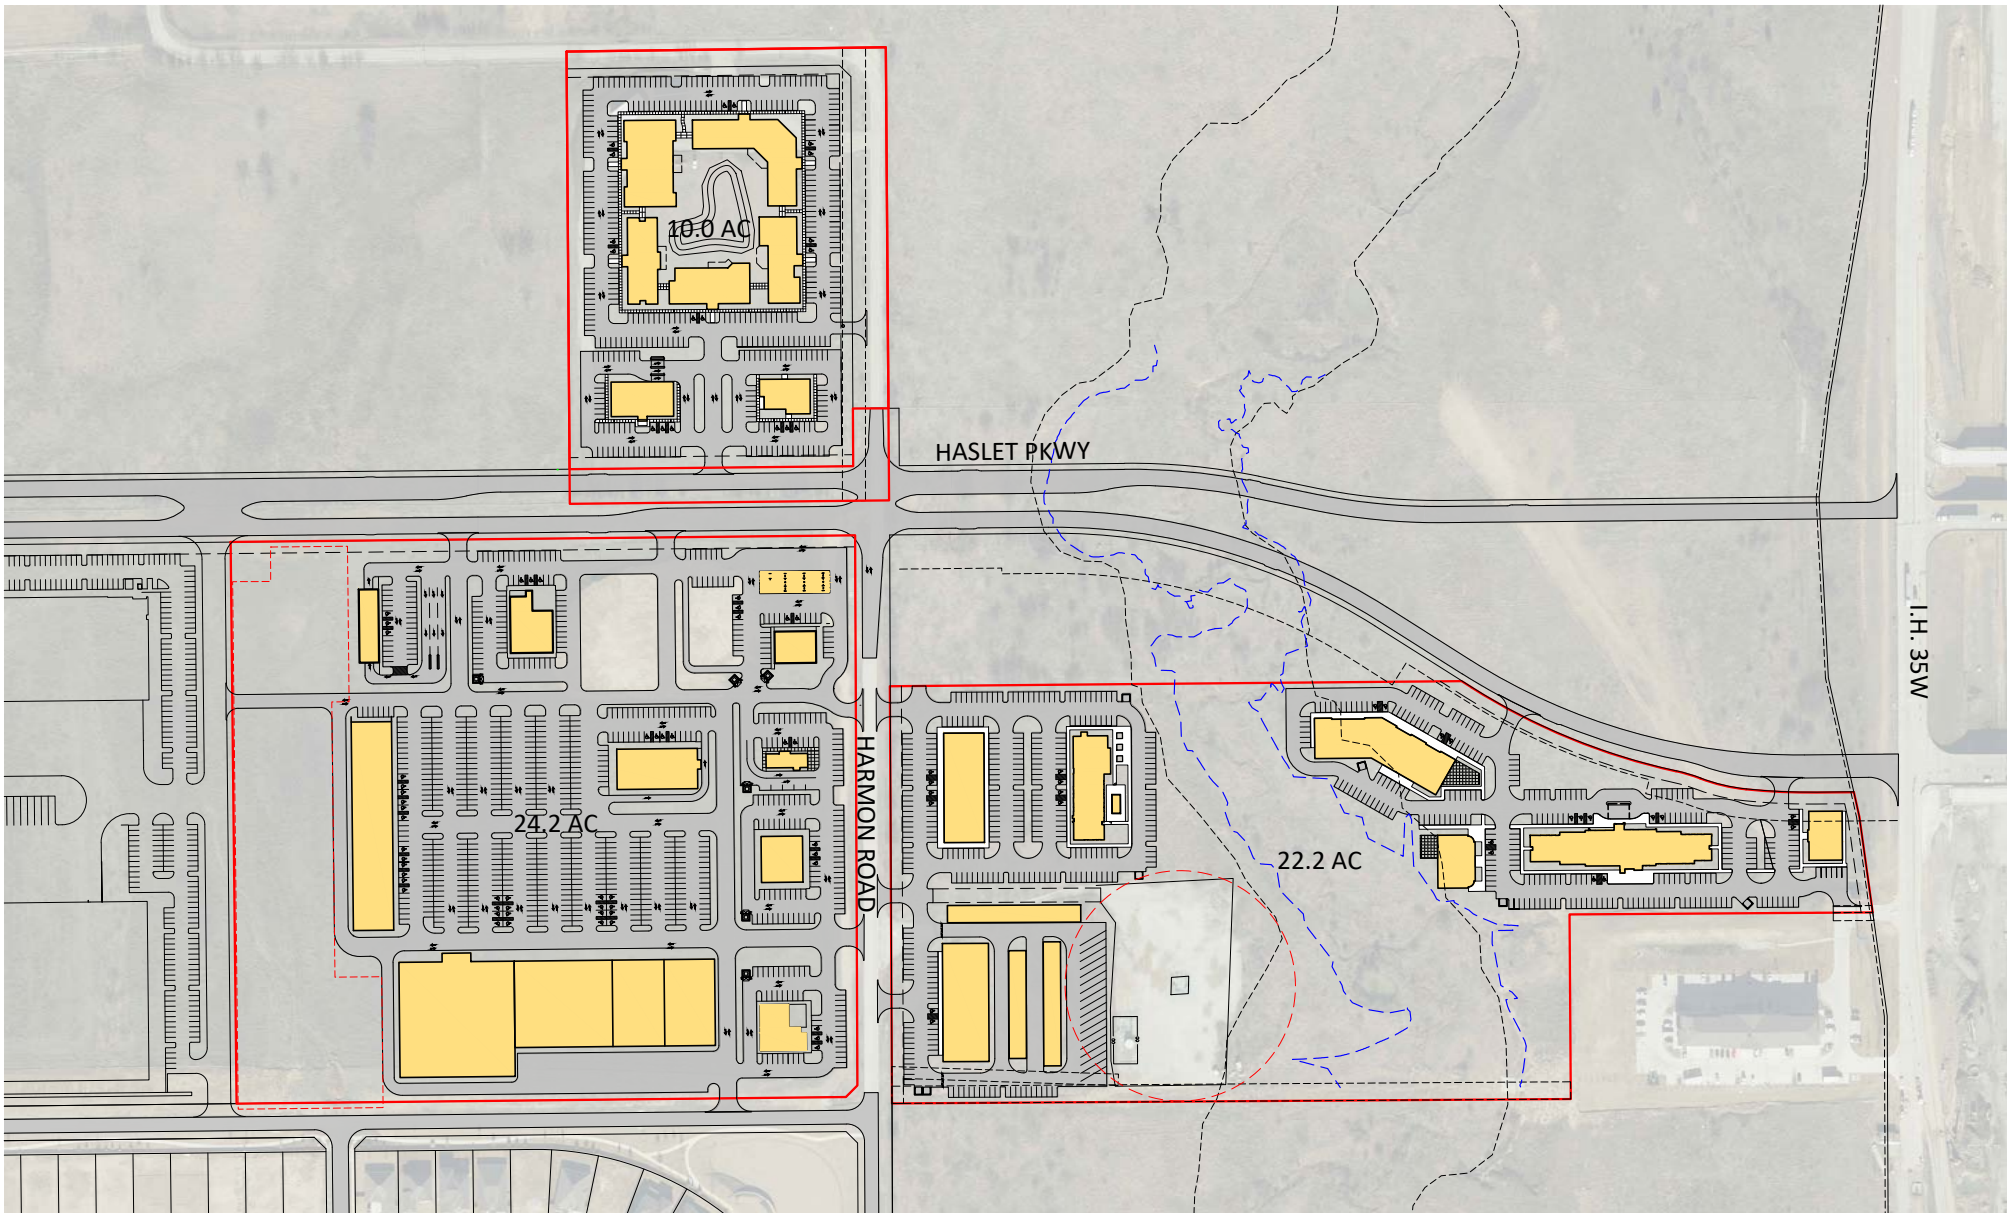 10.0 AC
HASLET PKWY
I.H. 35W
HARMON ROAD
24.2 AC
22.2 AC